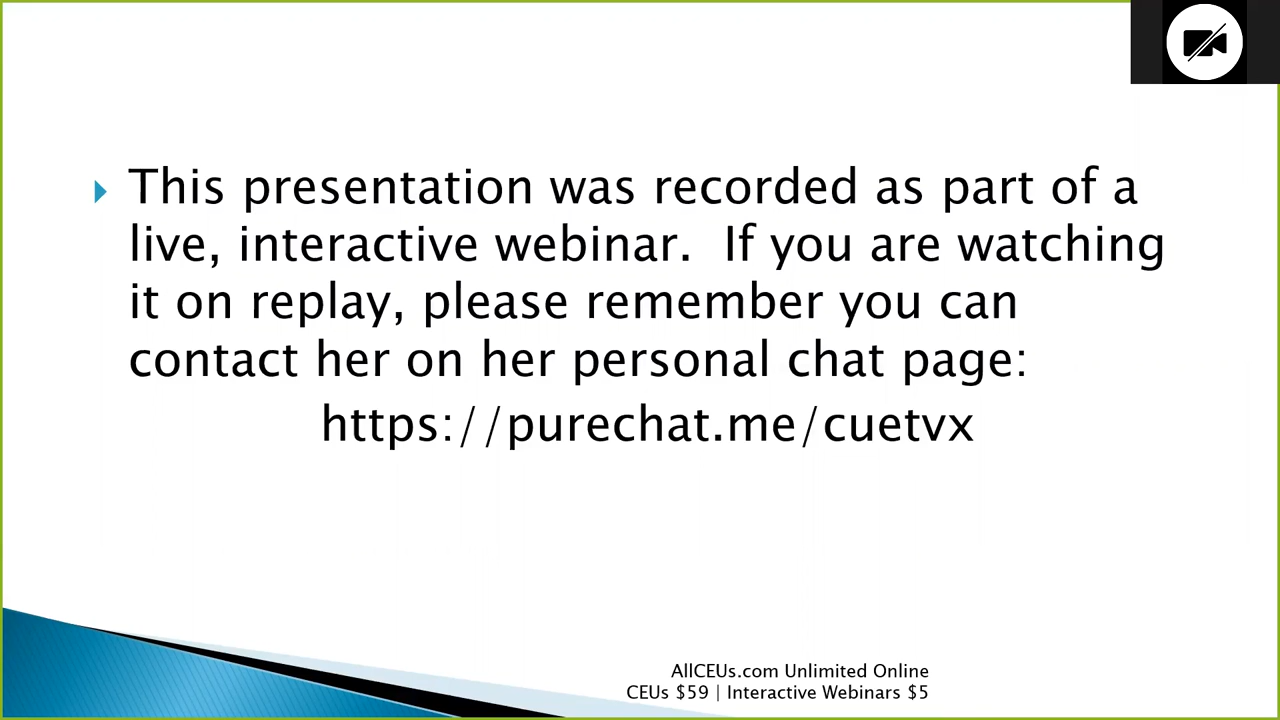 This presentation was recorded as part of a
live, interactive webinar.  If you are watching
it on replay, please remember you can
contact her on her personal chat page:
https://purechat.me/cuetvx
AllCEUs.com Unlimited Online
CEUs $59 | Interactive Webinars $5